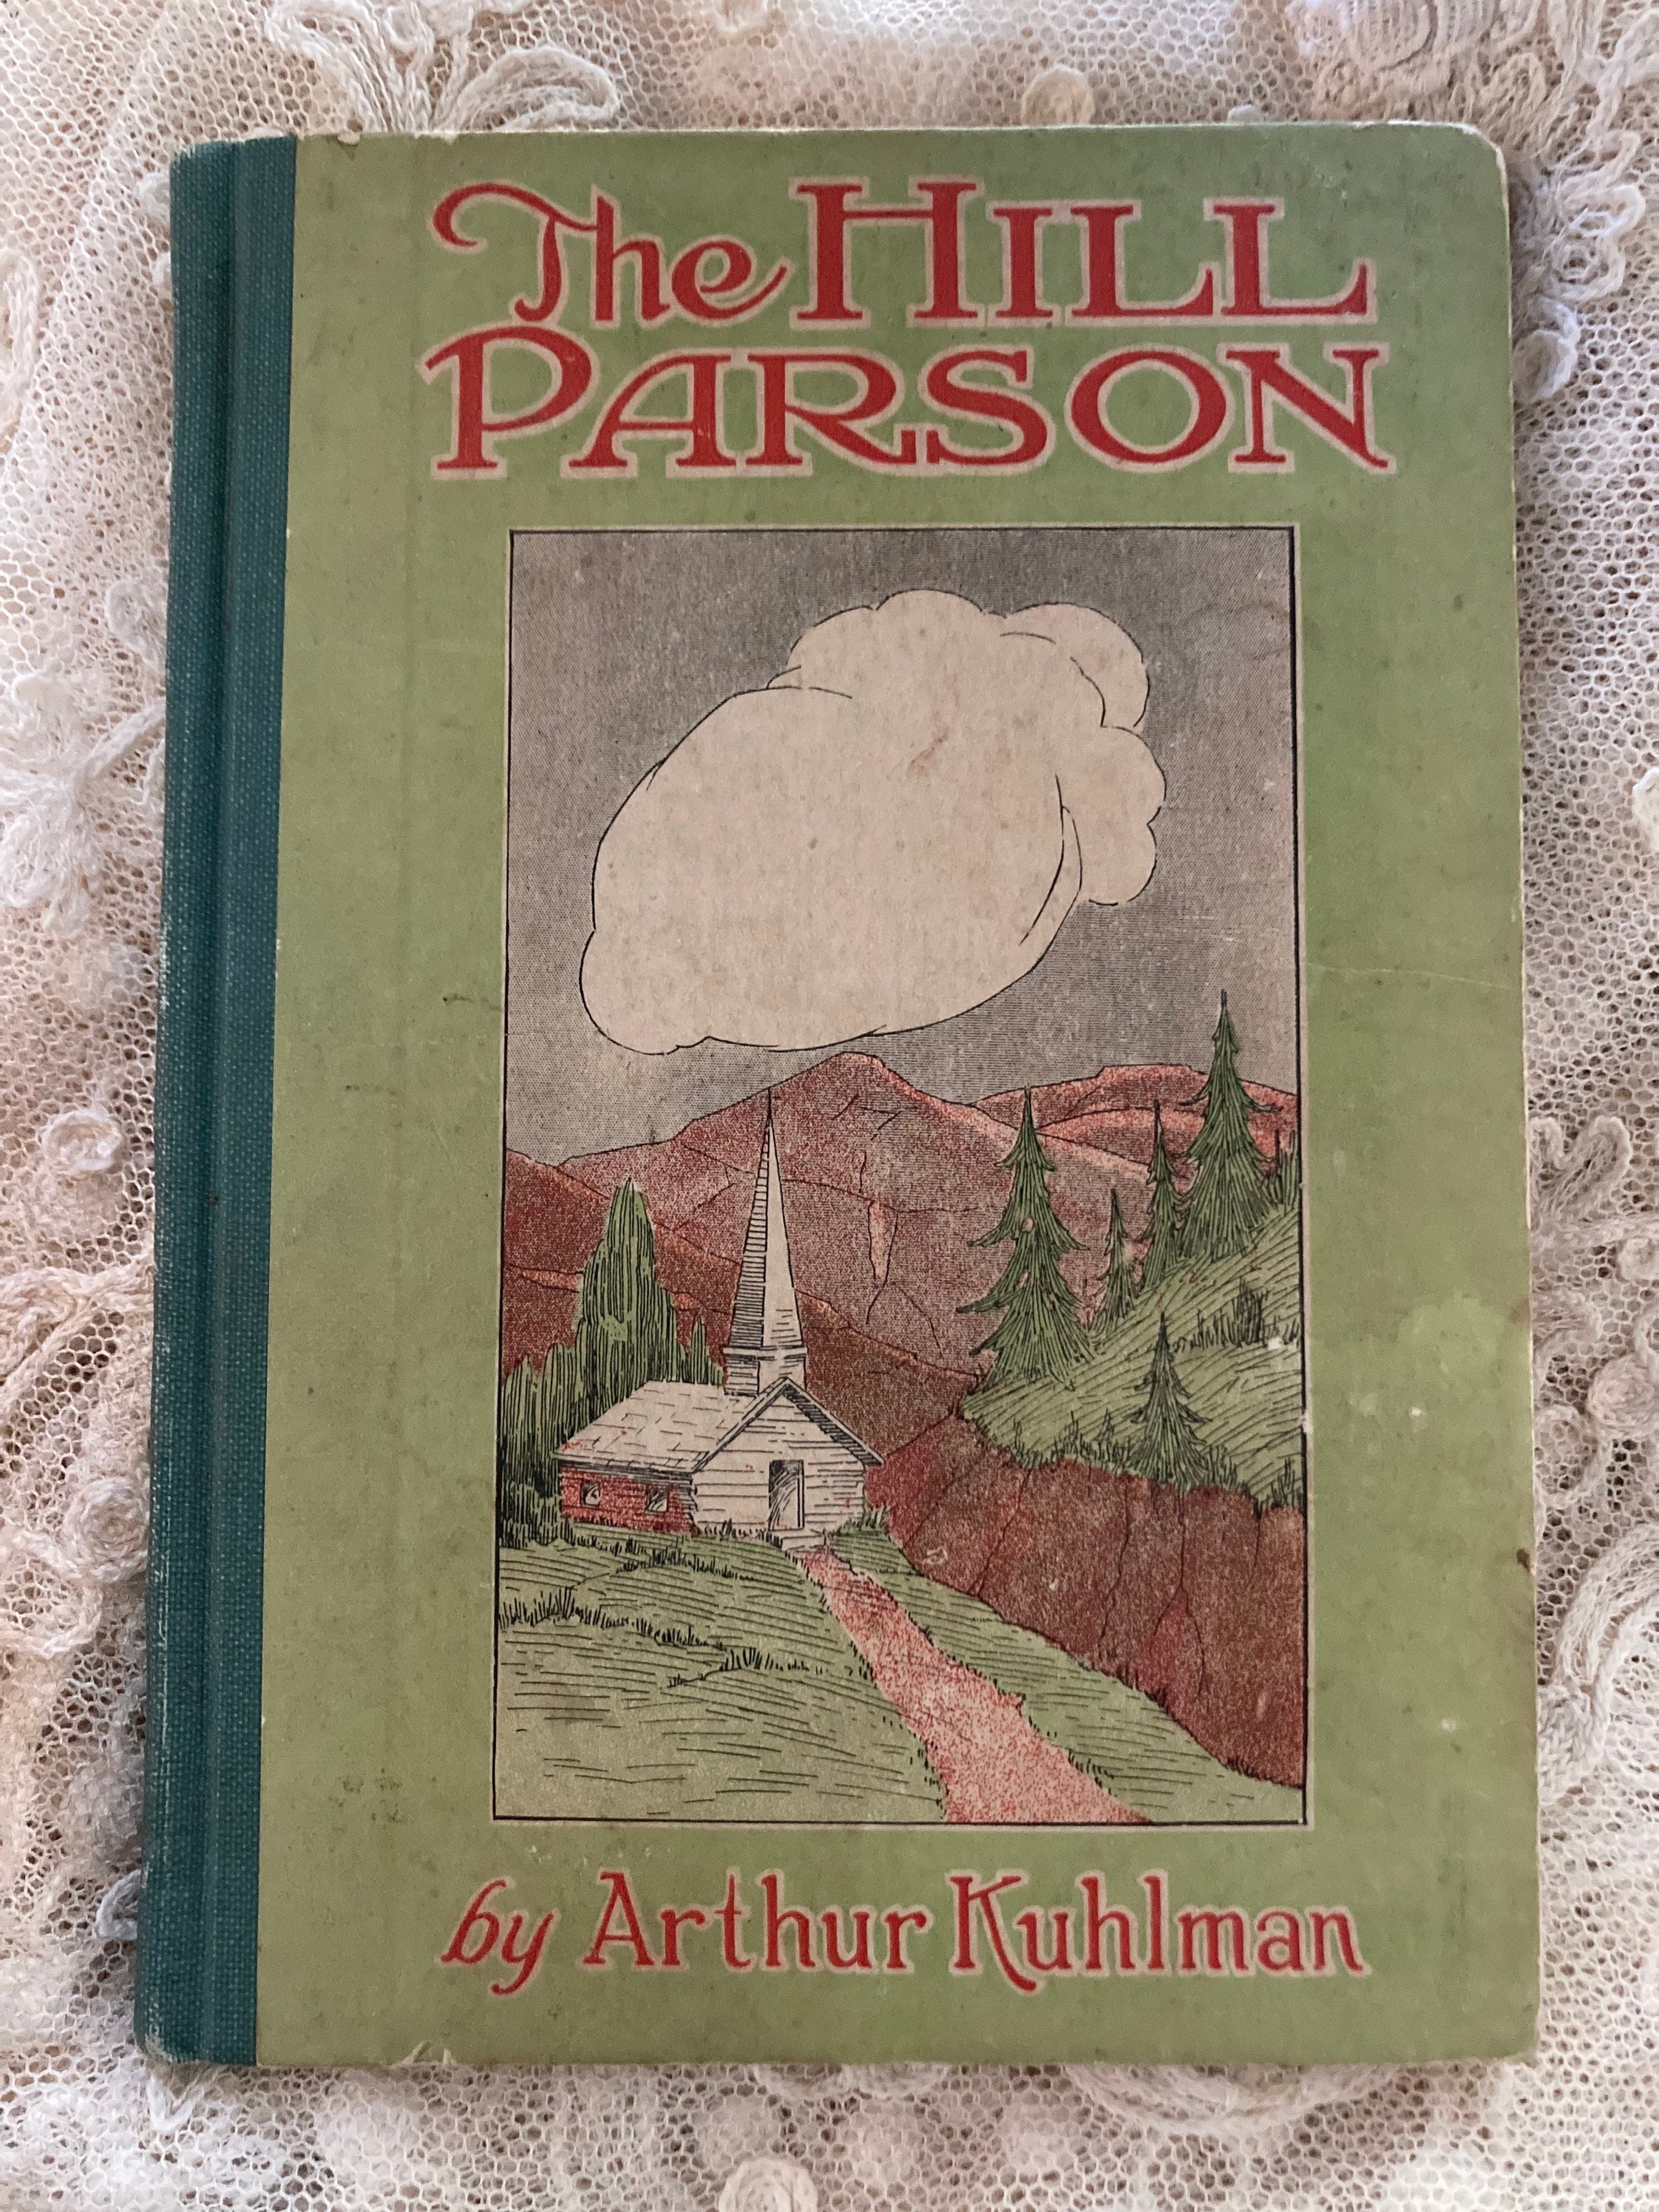 The HILL
PARSON
by Arthur Kuhlman